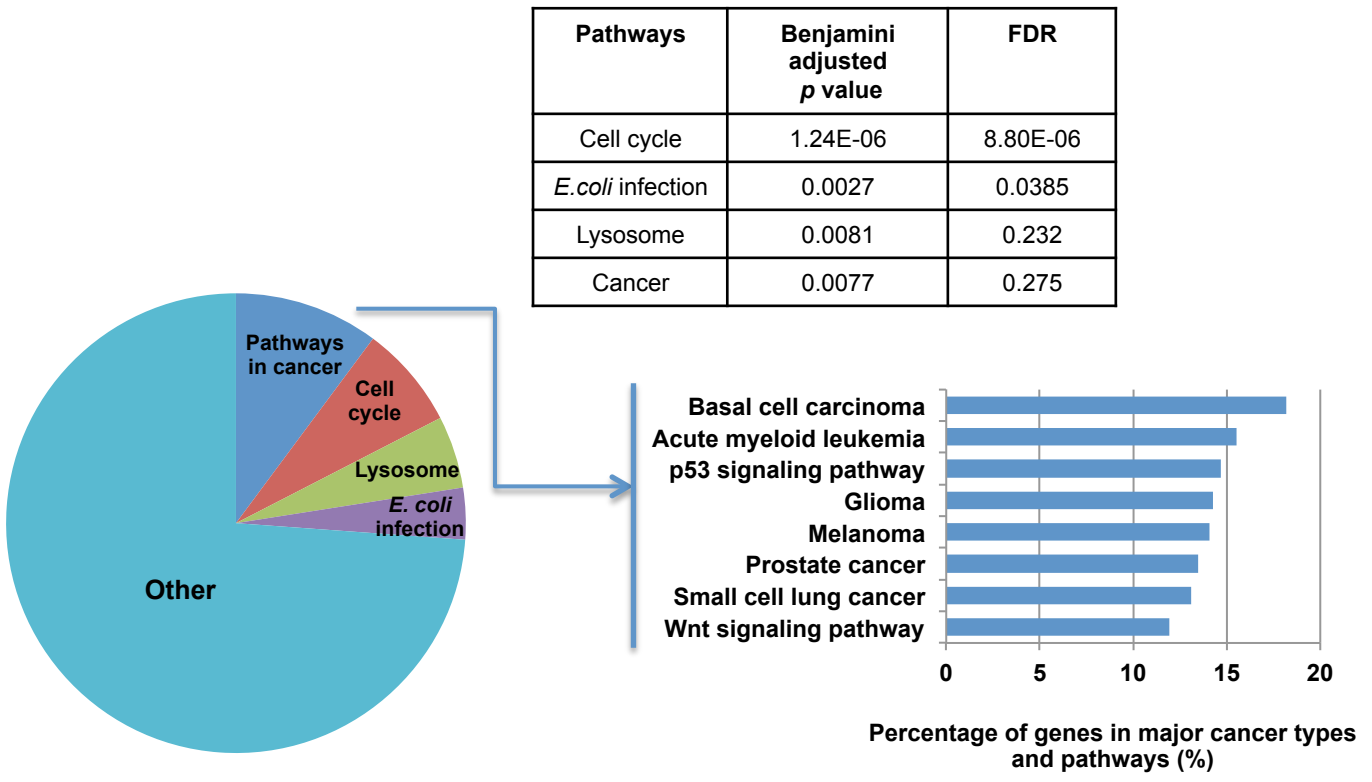 Pathways
Benjamini
adjusted
p value
FDR
Cell cycle
1.24E-06
8.80E-06
E.coli infection
0.0027
0.0385
Lysosome
0.0081
0.232
Cancer
0.0077
0.275
Pathways
in cancer
Cell
cycle
Lysosome
E. coli
infection
Other
Basal cell carcinoma
Acute myeloid leukemia
p53 signaling pathway
Glioma
Melanoma
Prostate cancer
Small cell lung cancer
Wnt signaling pathway
0 5 10 15 20
Percentage of genes in major cancer types
and pathways (%)